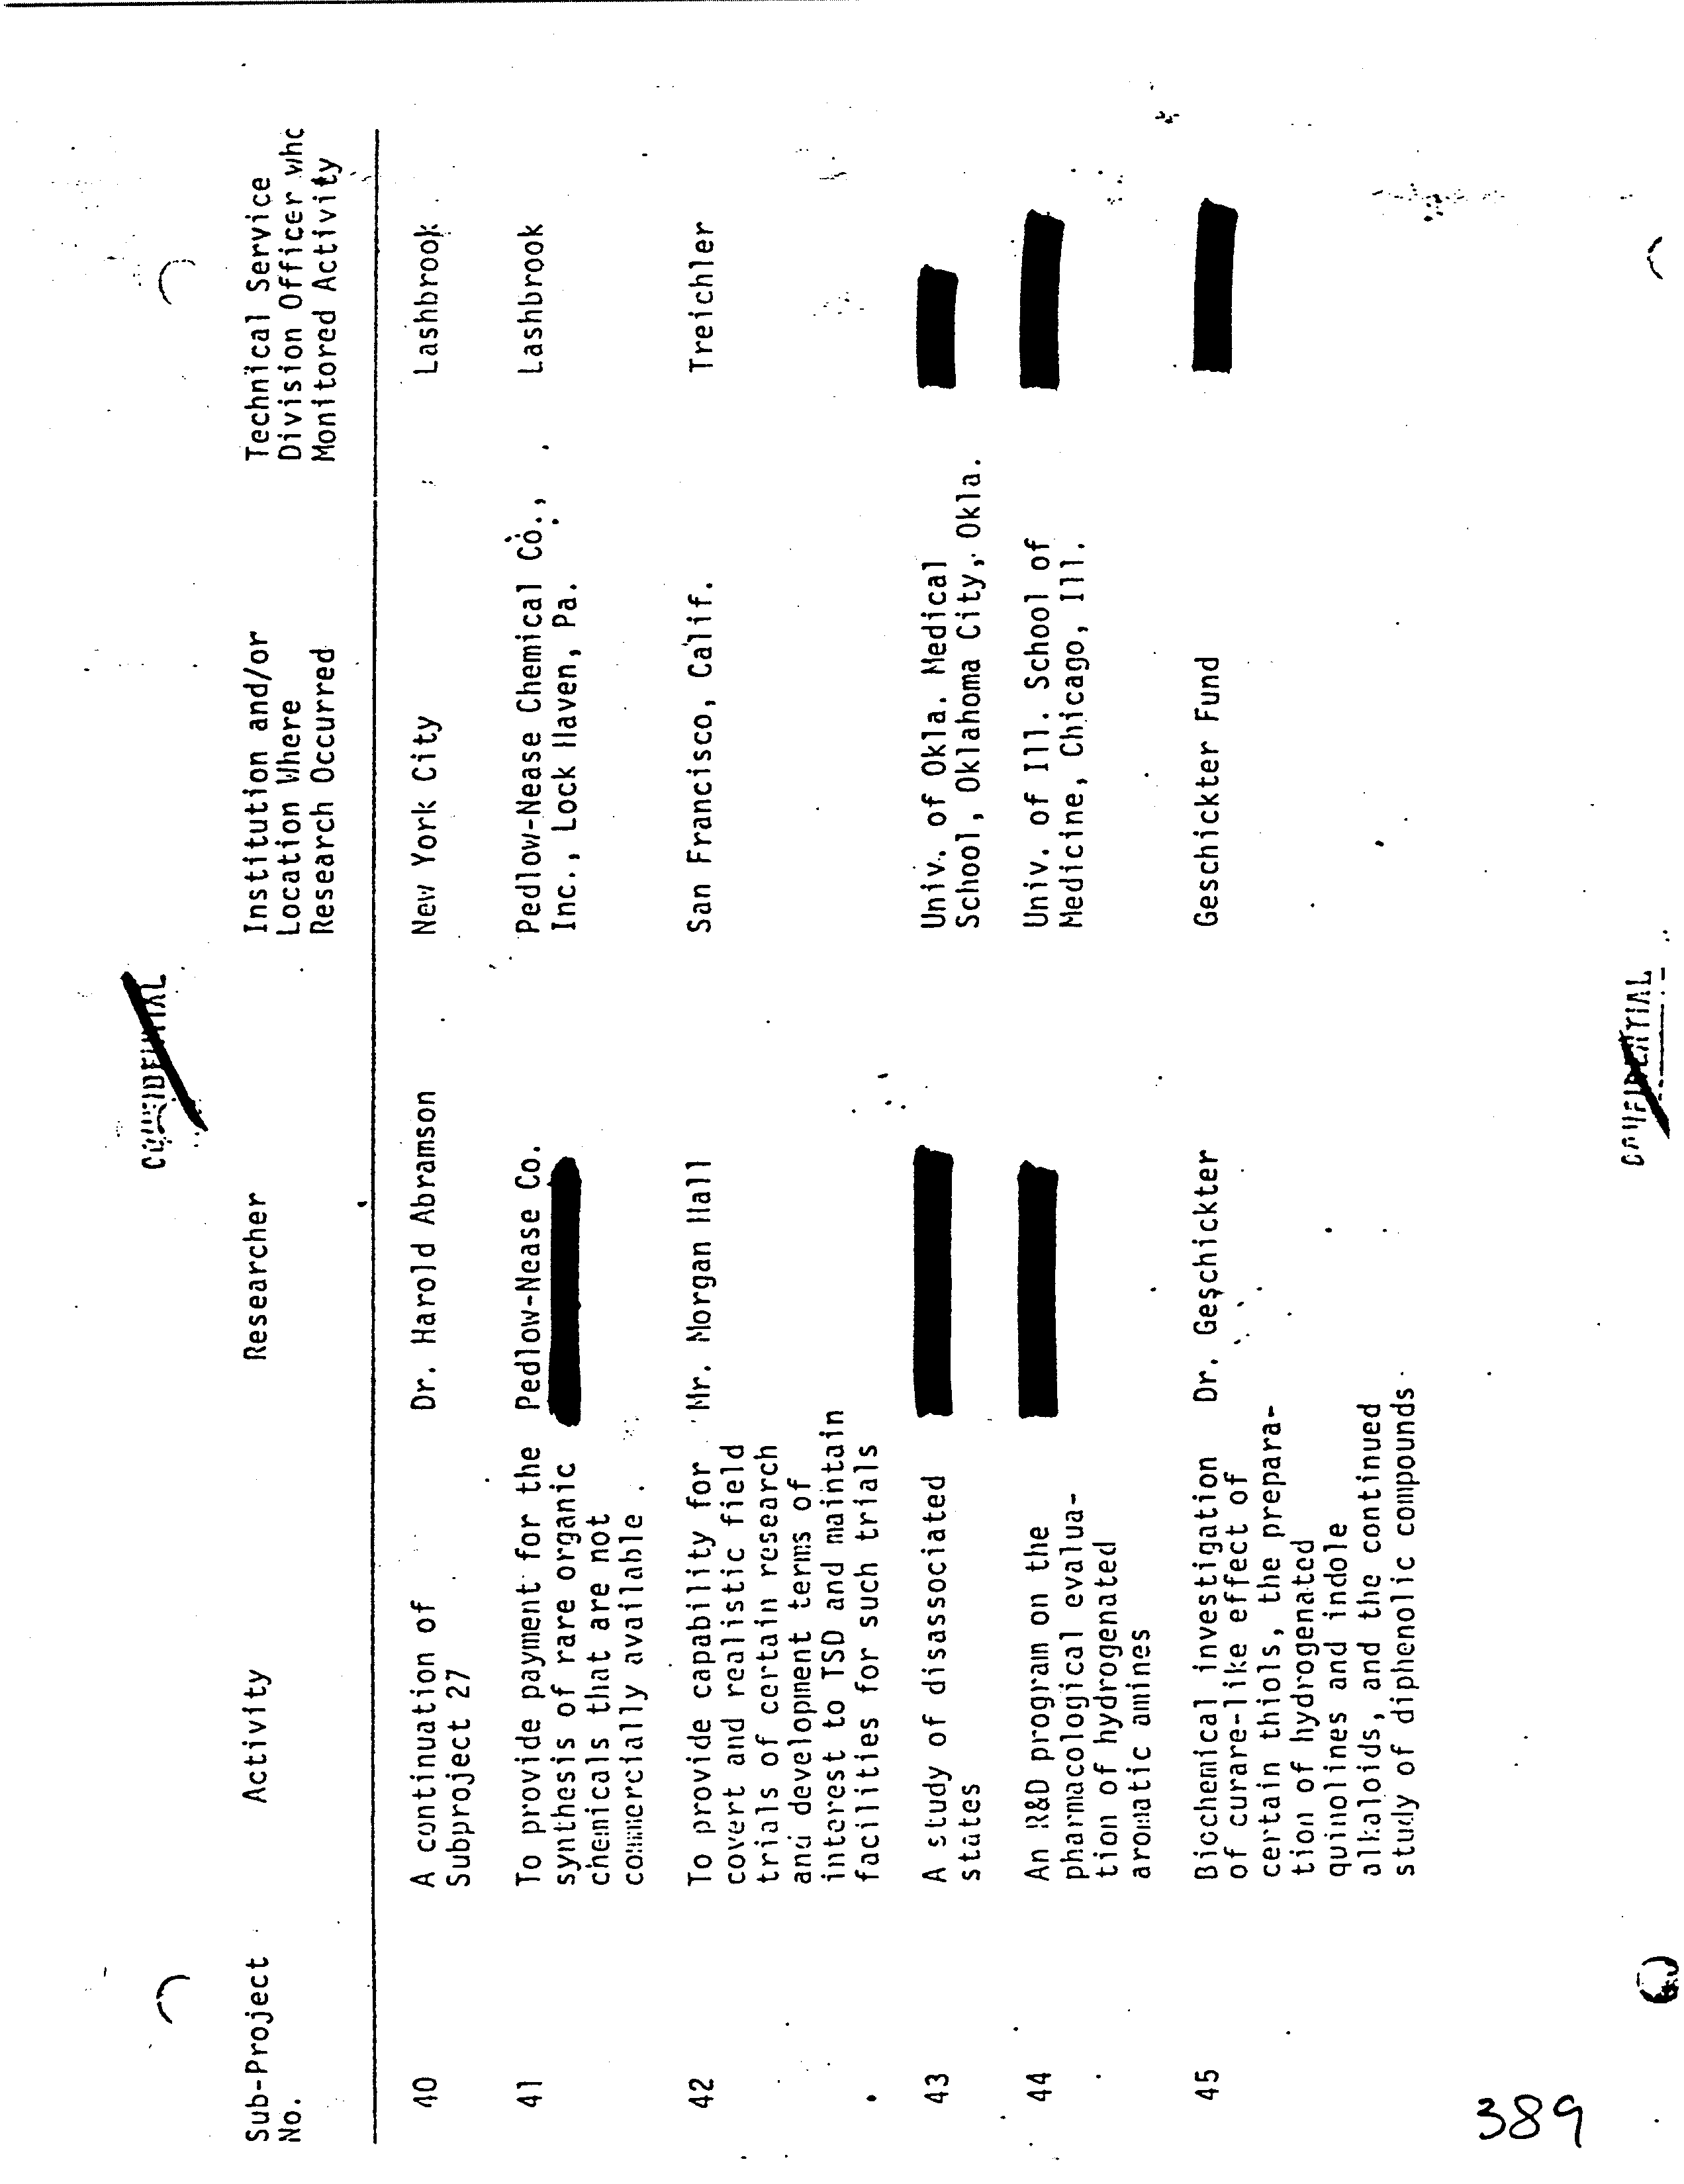 CONFIDENTIAL
Sub-Project No. Activity Researcher Institution and/or Location Where Research Occurred Technical Service Division Officer who Monitored Activity
40 A continuation of Dr. Harold Abramson New York City Lashbrook
Subproject 27
41 To provide payment for the Pedlow-Nease Co. Pedlow-Nease Chemical Co., Lashbrook
synthesis of rare organic Inc., Lock Haven, Pa.
chemicals that are not
commercially available.
42 To provide capability for Mr. Morgan Hall San Francisco, Calif. Treichler
covert and realistic field
trials of certain research
and development terms of
interest to TSD and maintain
facilities for such trials
43 A study of disassociated Univ. of Okla. Medical
states School, Oklahoma City, Okla.
44 An R&D program on the Univ. of Ill. School of
pharmacological evalua- Medicine, Chicago, Ill.
tion of hydrogenated
aromatic amines
45 Biochemical investigation Dr. Geschickter Geschickter Fund
of curare-like effect of
certain thiols, the prepara-
tion of hydrogenated
quinolines and indole
alkaloids, and the continued
study of diphenolic compounds.
389
CONFIDENTIAL